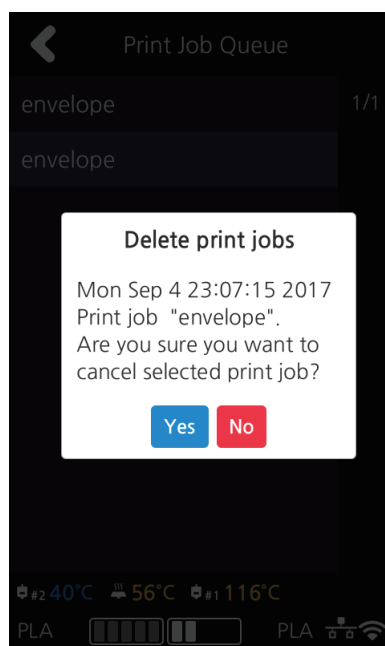 Print Job Queue
envelope 1/1
envelope
Delete print jobs
Mon Sep 4 23:07:15 2017
Print job "envelope".
Are you sure you want to
cancel selected print job?
Yes No
#2 40°C 56°C #1 116°C
PLA PLA